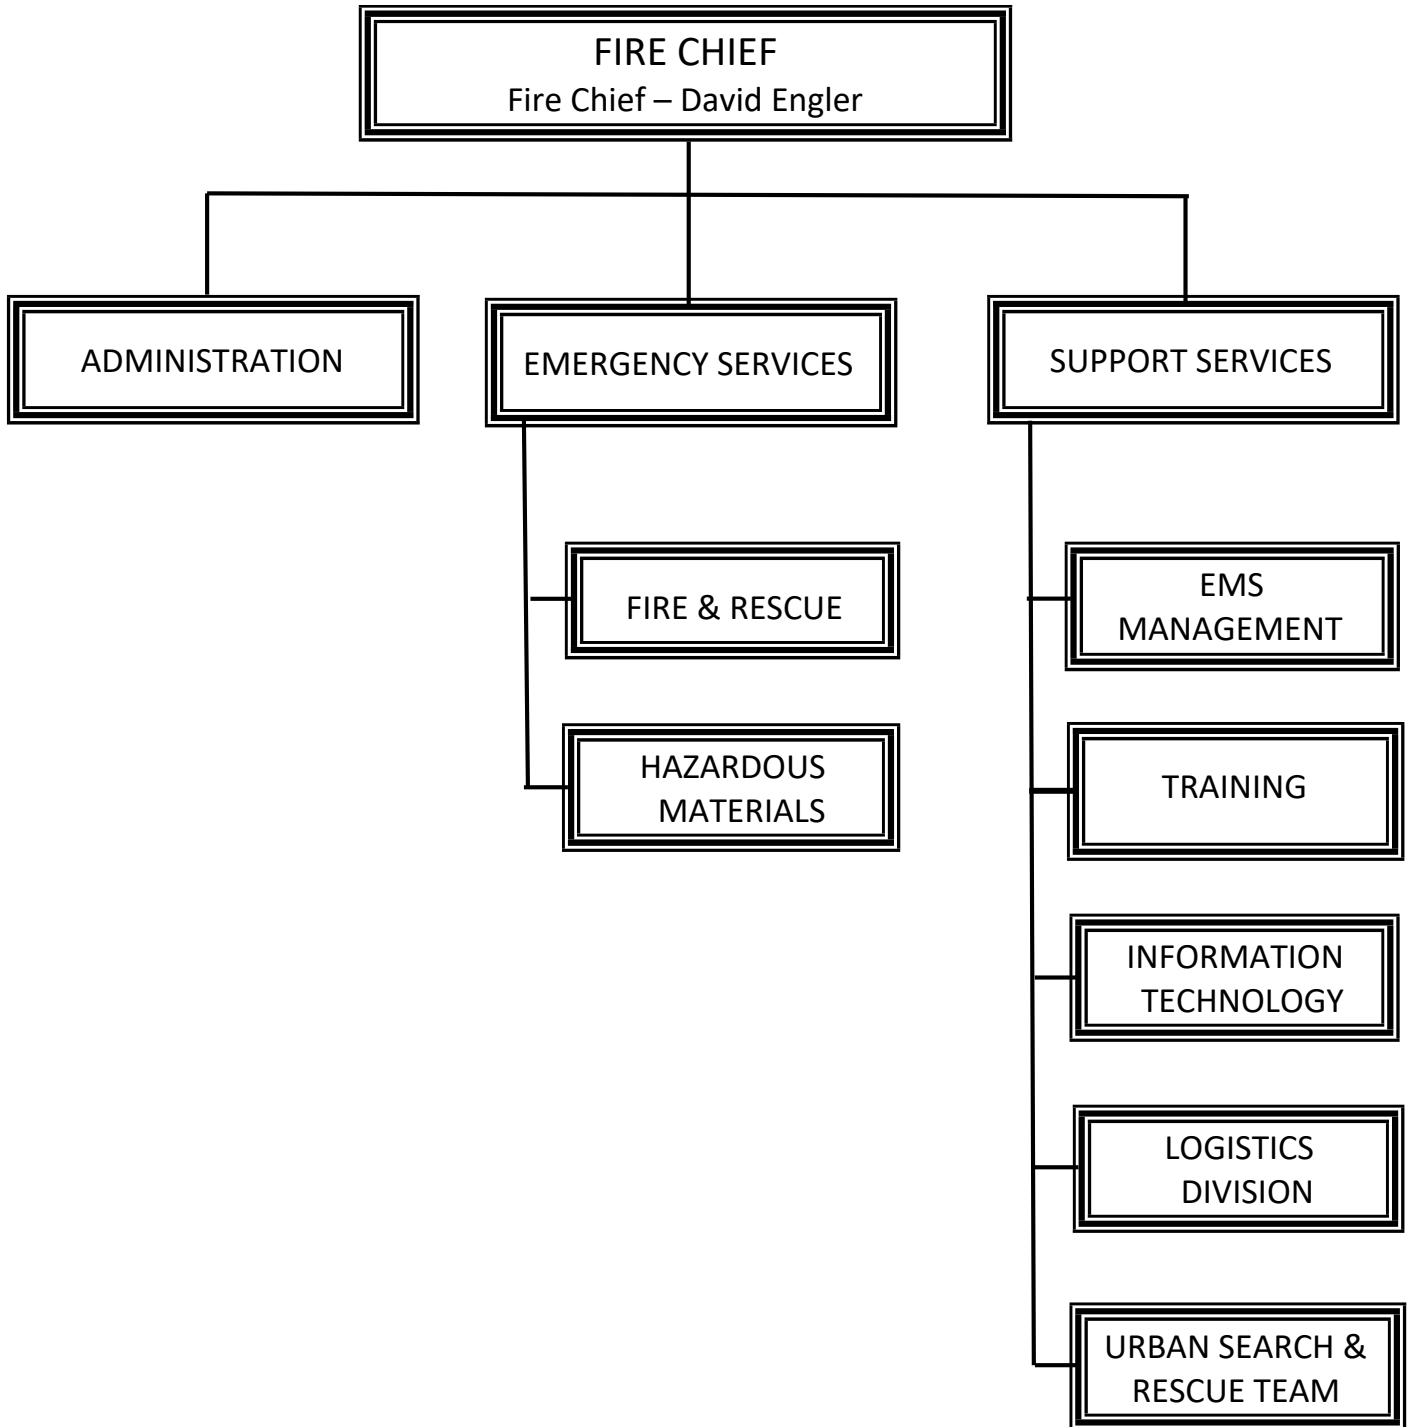 FIRE CHIEF
Fire Chief – David Engler
ADMINISTRATION
EMERGENCY SERVICES
SUPPORT SERVICES
FIRE & RESCUE
HAZARDOUS
MATERIALS
EMS
MANAGEMENT
TRAINING
INFORMATION
TECHNOLOGY
LOGISTICS
DIVISION
URBAN SEARCH &
RESCUE TEAM